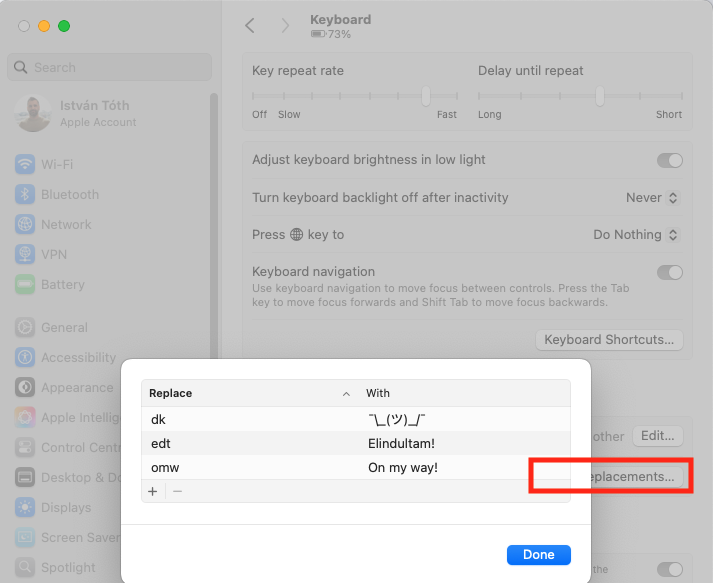 Keyboard
73%
Search
István Tóth
Apple Account
Wi-Fi
Bluetooth
Network
VPN
Battery
General
Accessibility
Appearance
Apple Intellig
Control Cent
Desktop & Do
Displays
Screen Saver
Spotlight
Key repeat rate
Delay until repeat
Off Slow Fast
Long Short
Adjust keyboard brightness in low light
Turn keyboard backlight off after inactivity Never
Press key to Do Nothing
Keyboard navigation
Use keyboard navigation to move focus between controls. Press the Tab
key to move focus forwards and Shift Tab to move focus backwards.
Keyboard Shortcuts...
other Edit...
eplacements...
the
Replace With
dk ¯\_(ツ)_/¯
edt Elindultam!
omw On my way!
+ −
Done